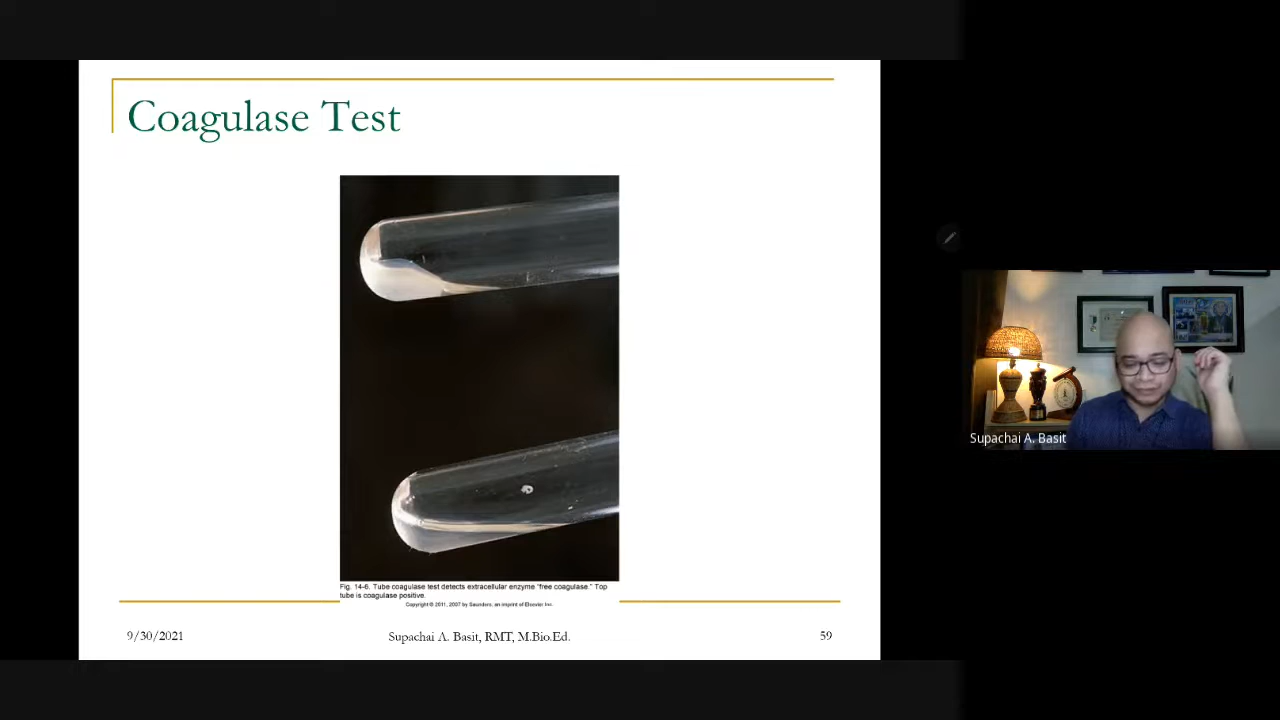 Coagulase Test
Fig. 14-6. Tube coagulase test detects extracellular enzyme "free coagulase." Top
tube is coagulase positive.
Copyright © 2011, 2007 by Saunders, an imprint of Elsevier Inc.
9/30/2021
Supachai A. Basit, RMT, M.Bio.Ed.
59
Supachai A. Basit